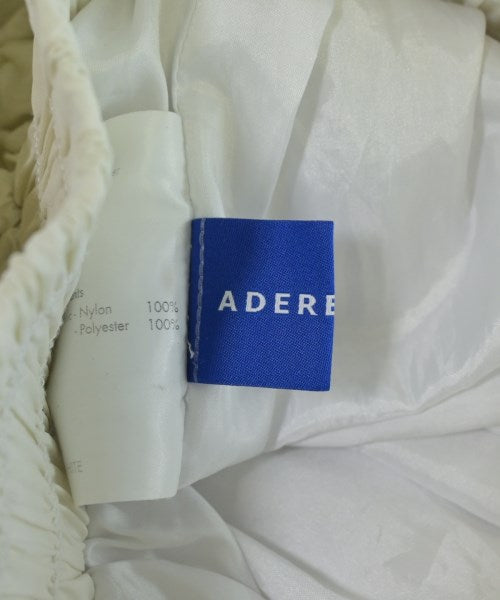 - Nylon 100%
- Polyester 100%
ADERE